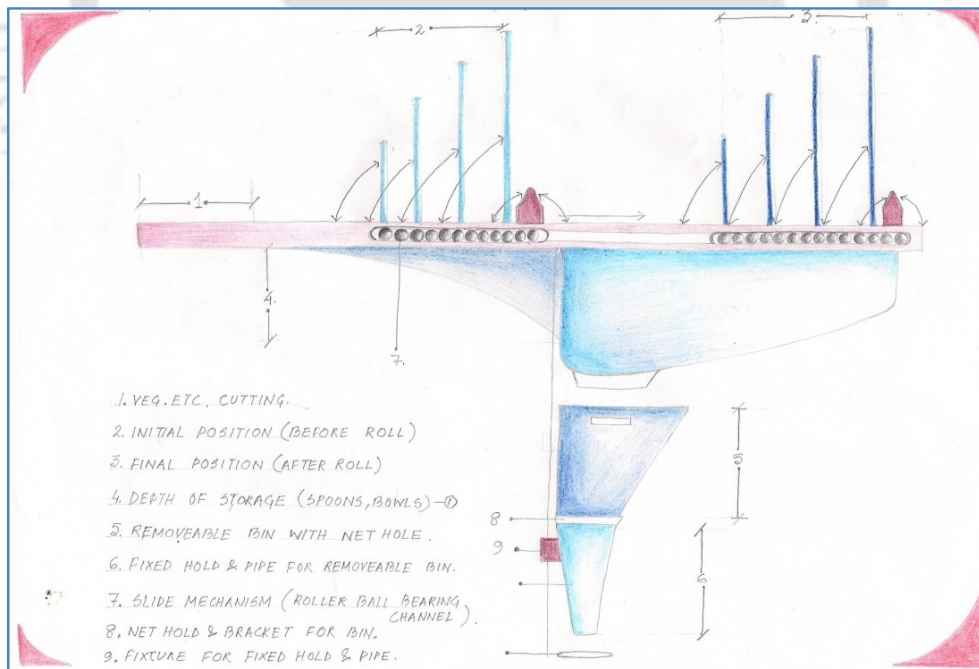 2
3.
1
4.
7.
5
8
9
6
1. VEG. ETC. CUTTING.
2. INITIAL POSITION (BEFORE ROLL)
3. FINAL POSITION (AFTER ROLL)
4. DEPTH OF STORAGE (SPOONS, BOWLS)-①
5. REMOVEABLE BIN WITH NET HOLE.
6. FIXED HOLD & PIPE FOR REMOVEABLE BIN.
7. SLIDE MECHANISM (ROLLER BALL BEARING
CHANNEL).
8. NET HOLD & BRACKET FOR BIN.
9. FIXTURE FOR FIXED HOLD & PIPE.